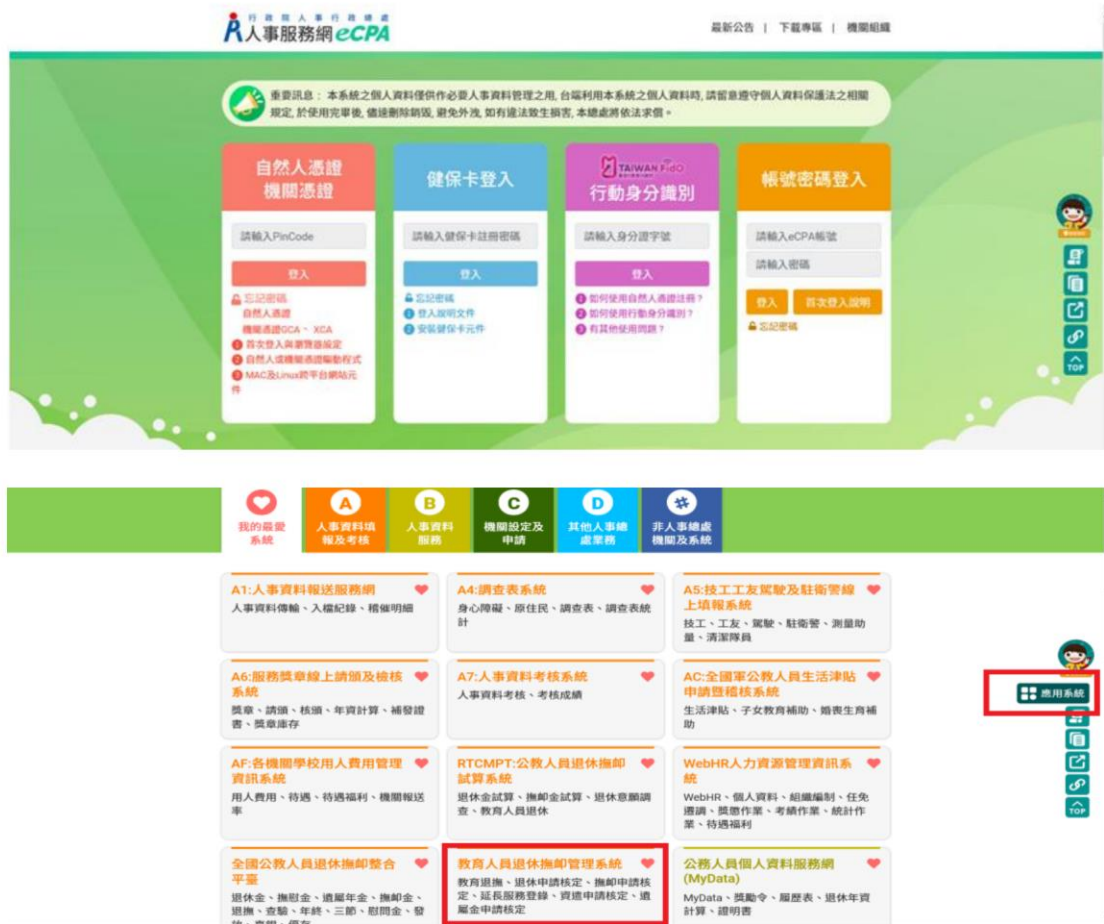 行政院人事行政總處
人事服務網 eCPA
最新公告 | 下載專區 | 機關組織
重要訊息：本系統之個人資料僅供作必要人事資料管理之用, 台端利用本系統之個人資料時, 請留意遵守個人資料保護法之相關
規定, 於使用完畢後, 儘速刪除銷毀, 避免外洩, 如有違法致生損害, 本總處將依法求償。
自然人憑證
機關憑證
請輸入PinCode
登入
忘記密碼
自然人憑證
機關憑證GCA、XCA
1 首次登入與瀏覽器設定
2 自然人或機關憑證驅動程式
3 MAC及Linux跨平台網站元
件
健保卡登入
請輸入健保卡註冊密碼
登入
忘記密碼
1 登入說明文件
2 安裝健保卡元件
TAIWAN FidO
行動身分識別
請輸入身分證字號
登入
1 如何使用自然人憑證註冊？
2 如何使用行動身分識別？
3 有其他使用問題？
帳號密碼登入
請輸入eCPA帳號
請輸入密碼
登入 首次登入說明
忘記密碼
TOP
我的最愛
系統
A
人事資料填
報及考核
B
人事資料
服務
C
機關設定及
申請
D
其他人事總
處業務
#
非人事總處
機關及系統
A1:人事資料報送服務網
人事資料傳輸、入檔紀錄、稽催明細
A4:調查表系統
身心障礙、原住民、調查表、調查表統
計
A5:技工工友駕駛及駐衛警線
上填報系統
技工、工友、駕駛、駐衛警、測量助
量、清潔隊員
A6:服務獎章線上請頒及檢核
系統
獎章、請頒、核頒、年資計算、補發證
書、獎章庫存
A7:人事資料考核系統
人事資料考核、考核成績
AC:全國軍公教人員生活津貼
申請暨稽核系統
生活津貼、子女教育補助、婚喪生育補
助
AF:各機關學校用人費用管理
資訊系統
用人費用、待遇、待遇福利、機關報送
率
RTCMPT:公教人員退休撫卹
試算系統
退休金試算、撫卹金試算、退休意願調
查、教育人員退休
WebHR人力資源管理資訊系
統
WebHR、個人資料、組織編制、任免
遷調、獎懲作業、考績作業、統計作
業、待遇福利
全國公教人員退休撫卹整合
平臺
退休金、撫慰金、遺屬年金、撫卹金、
退撫、查驗、年終、三節、慰問金、發
教育人員退休撫卹管理系統
教育退撫、退休申請核定、撫卹申請核
定、延長服務登錄、資遣申請核定、遺
屬金申請核定
公務人員個人資料服務網
(MyData)
MyData、獎勵令、履歷表、退休年資
計算、證明書
應用系統
TOP